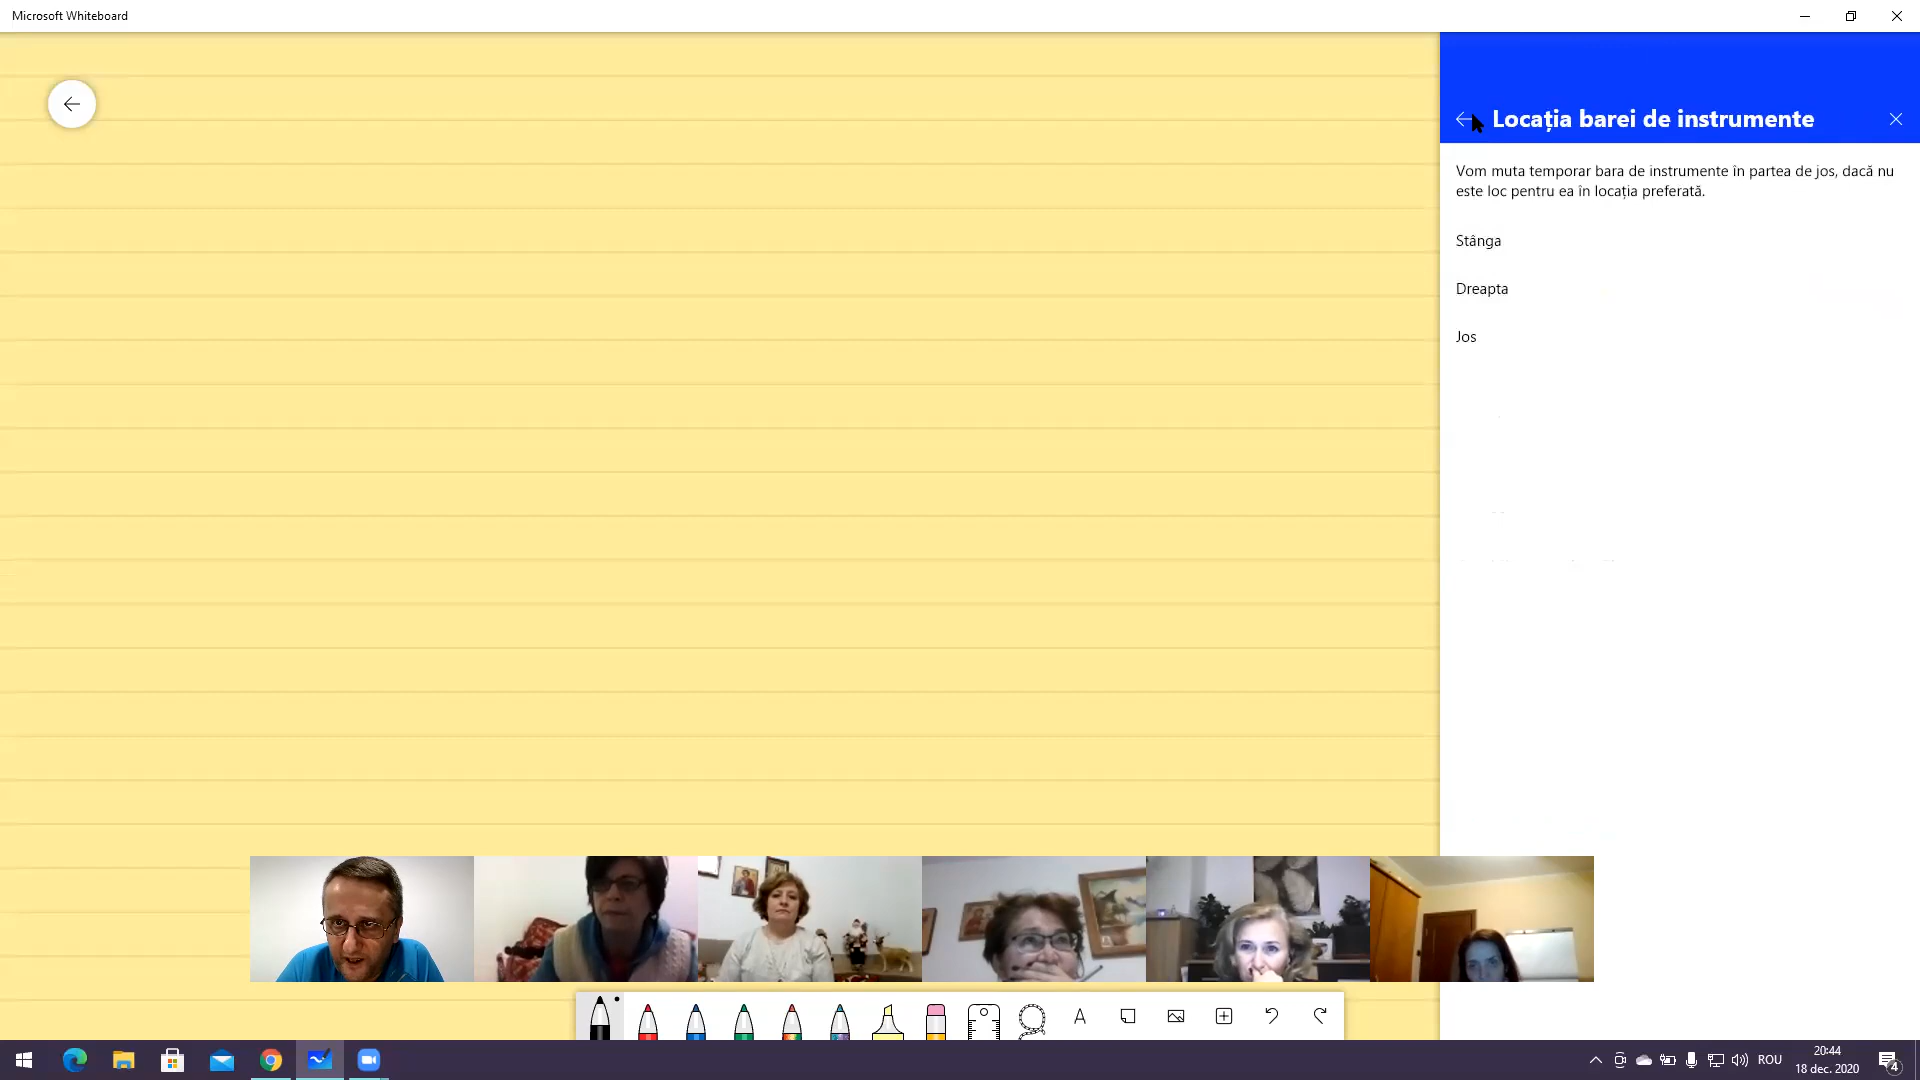 Microsoft Whiteboard
Locația barei de instrumente
Vom muta temporar bara de instrumente în partea de jos, dacă nu
este loc pentru ea în locația preferată.
Stânga
Dreapta
Jos
A
ROU
20:44
18 dec. 2020
4